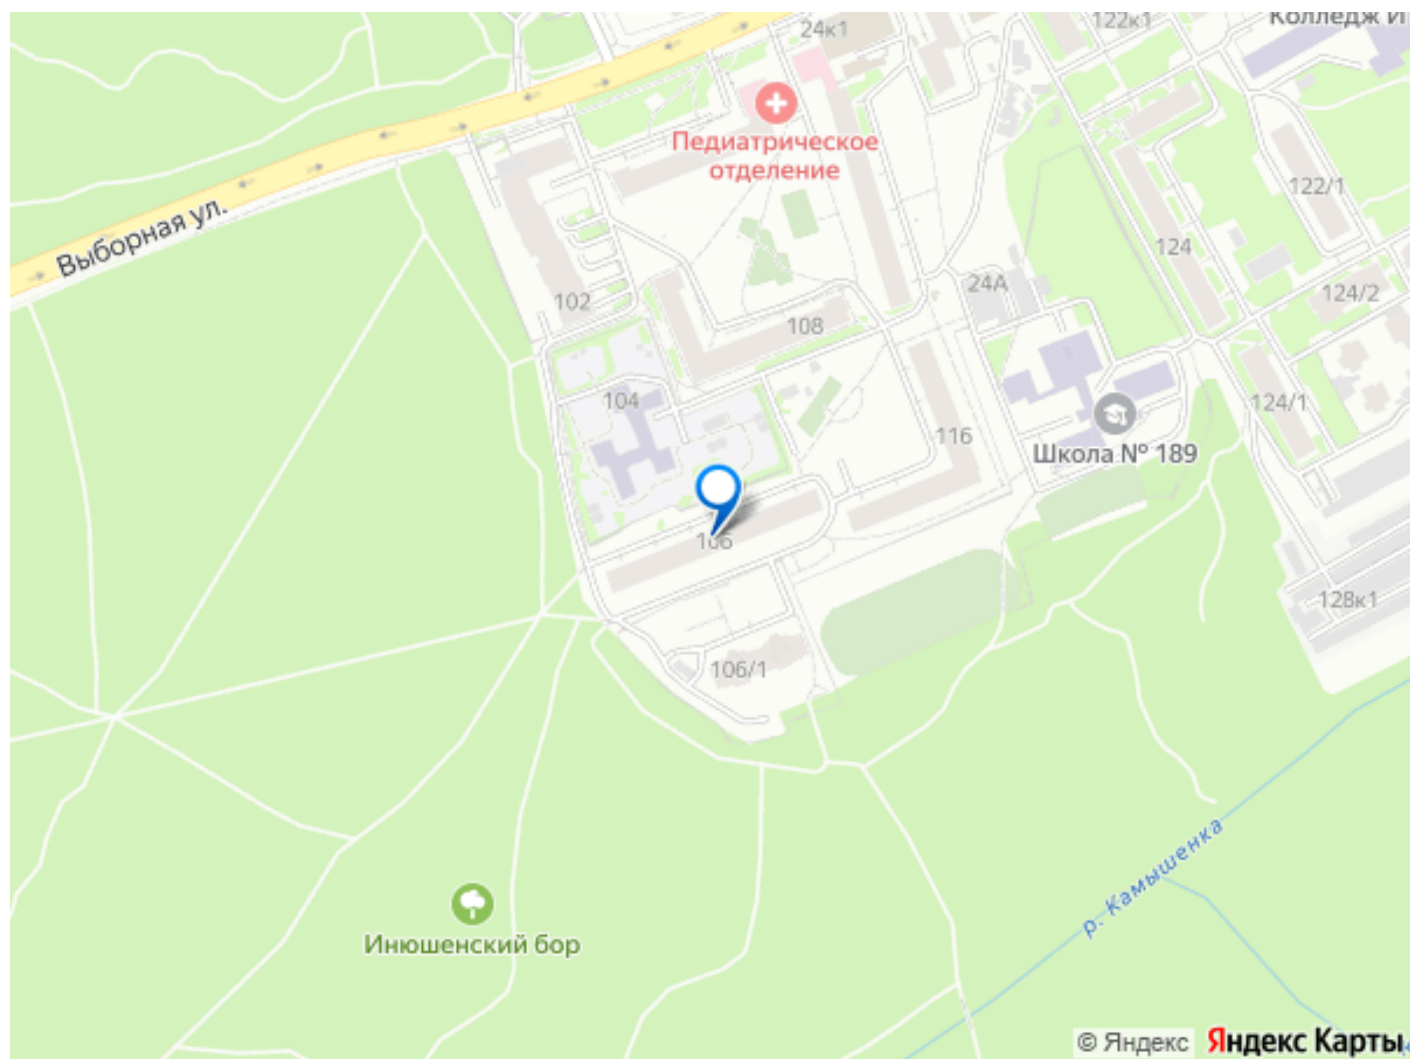 24к1
122к1
Колледж И
Педиатрическое
отделение
122/1
Выборная ул.
124
102
24А
124/2
108
104
124/1
116
Школа № 189
106
128к1
106/1
р. Камышенка
Инюшенский бор
© Яндекс Яндекс Карты